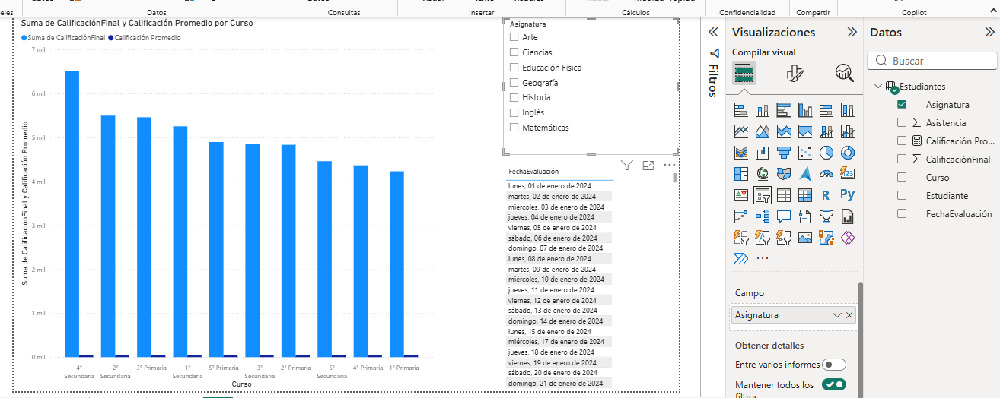 Datos
Consultas
Insertar
Cálculos
Confidencialidad
Compartir
Copilot
Suma de CalificaciónFinal y Calificación Promedio por Curso
Suma de CalificaciónFinal
Calificación Promedio
Suma de CalificaciónFinal y Calificación Promedio
7 mil
6 mil
5 mil
4 mil
3 mil
2 mil
1 mil
0 mil
4° Secundaria
2° Secundaria
3° Primaria
1° Secundaria
5° Primaria
3° Secundaria
2° Primaria
5° Secundaria
4° Primaria
1° Primaria
Curso
Asignatura
Arte
Ciencias
Educación Física
Geografía
Historia
Inglés
Matemáticas
FechaEvaluación
lunes, 01 de enero de 2024
martes, 02 de enero de 2024
miércoles, 03 de enero de 2024
jueves, 04 de enero de 2024
viernes, 05 de enero de 2024
sábado, 06 de enero de 2024
domingo, 07 de enero de 2024
lunes, 08 de enero de 2024
martes, 09 de enero de 2024
miércoles, 10 de enero de 2024
jueves, 11 de enero de 2024
viernes, 12 de enero de 2024
sábado, 13 de enero de 2024
domingo, 14 de enero de 2024
lunes, 15 de enero de 2024
miércoles, 17 de enero de 2024
jueves, 18 de enero de 2024
viernes, 19 de enero de 2024
sábado, 20 de enero de 2024
domingo, 21 de enero de 2024
Filtros
Visualizaciones
Compilar visual
123
R
Py
Campo
Asignatura
Obtener detalles
Entre varios informes
Mantener todos los
filtros
Datos
Buscar
Estudiantes
Asignatura
Asistencia
Calificación Pro...
CalificaciónFinal
Curso
Estudiante
FechaEvaluación